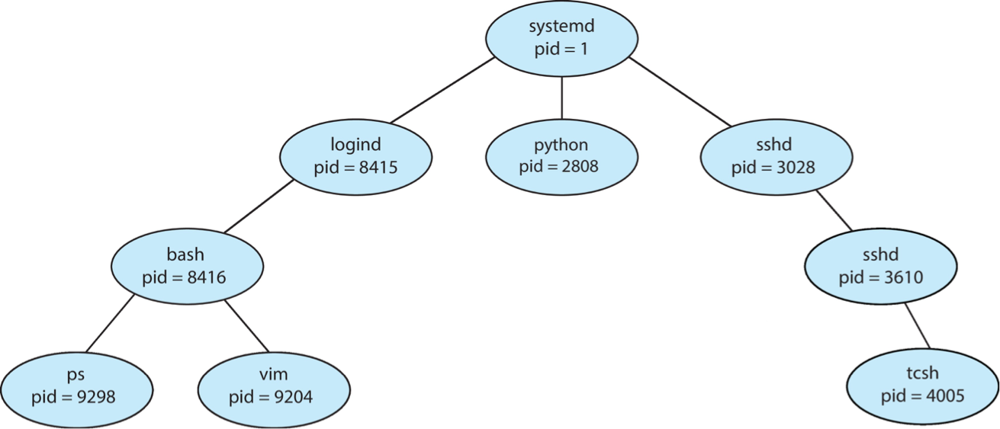 systemd
pid = 1
logind
pid = 8415
python
pid = 2808
sshd
pid = 3028
bash
pid = 8416
sshd
pid = 3610
ps
pid = 9298
vim
pid = 9204
tcsh
pid = 4005